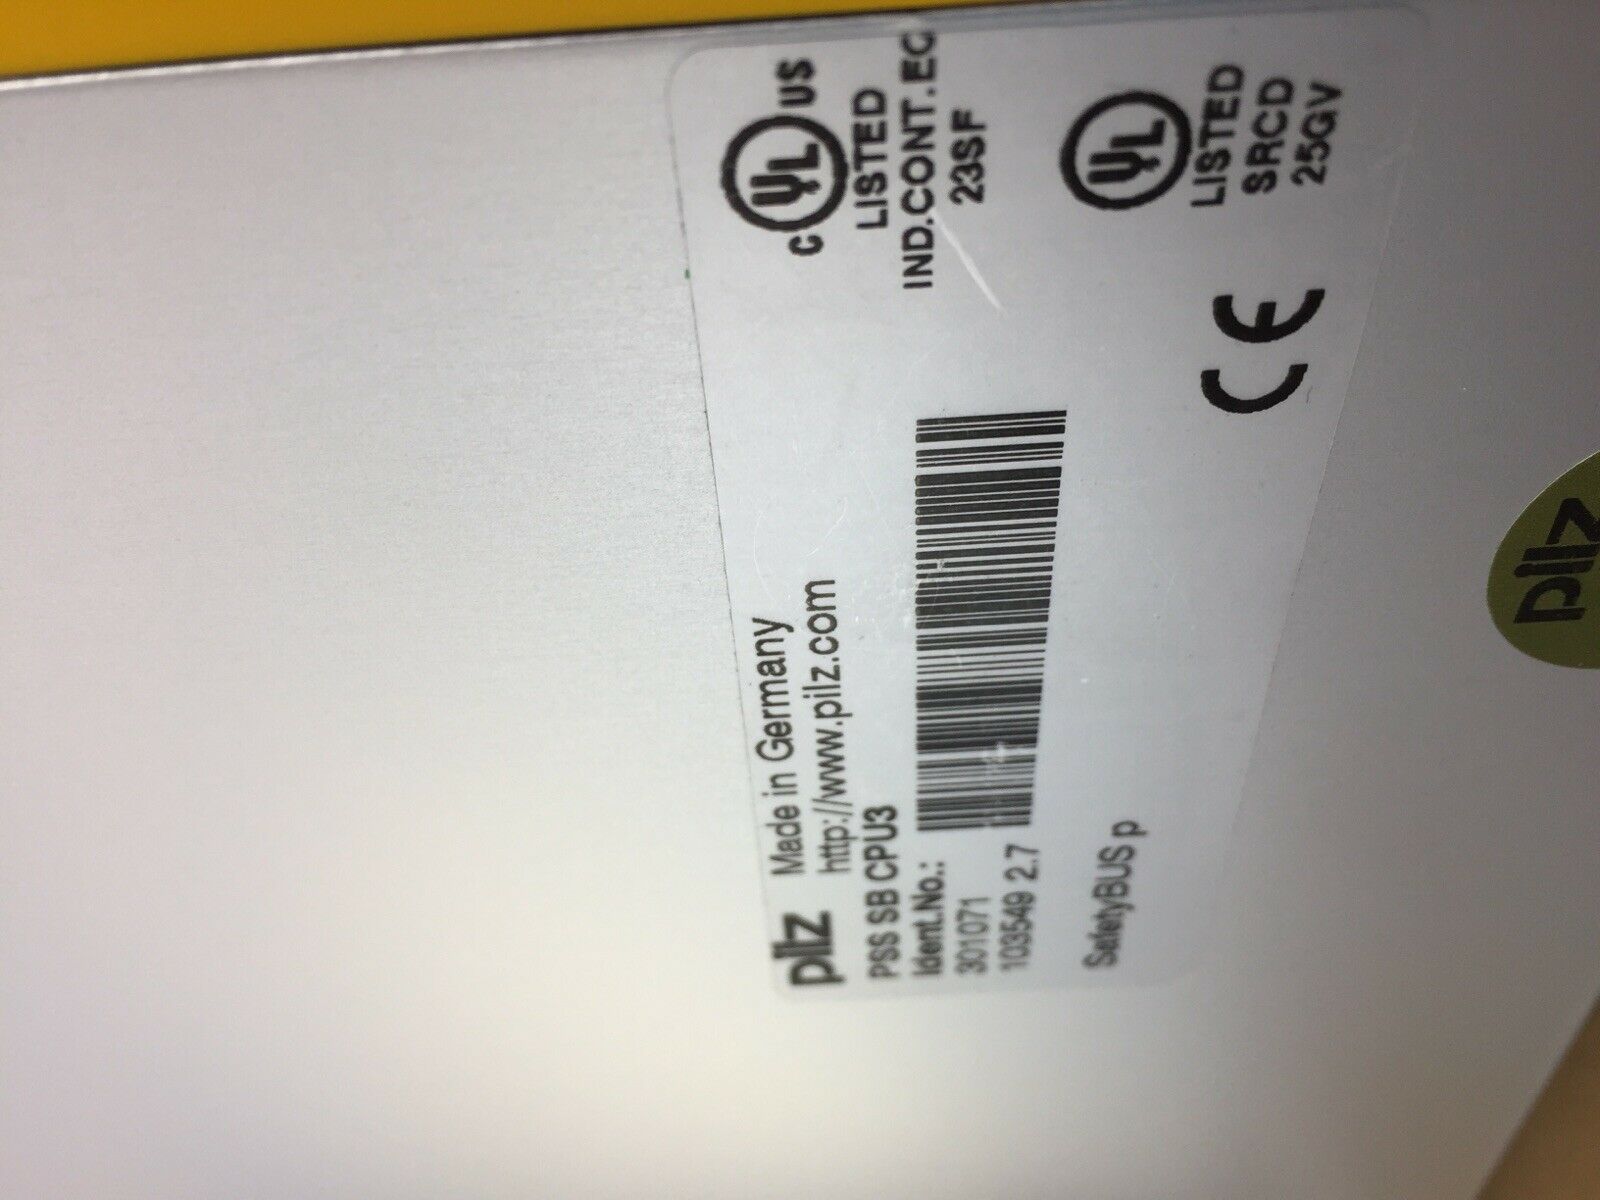 pilz Made in Germany
http://www.pilz.com
PSS SB CPU3
Ident.No.:
301071
103549 2.7
SafetyBUS p
C UL US
LISTED
IND.CONT.EQ
23SF
UL
LISTED
SRCD
25GV
CE
pilz